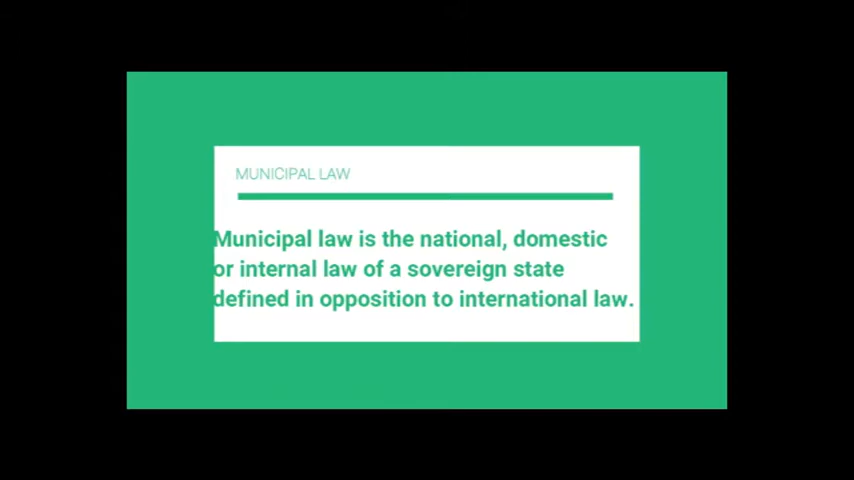 MUNICIPAL LAW
Municipal law is the national, domestic
or internal law of a sovereign state
defined in opposition to international law.